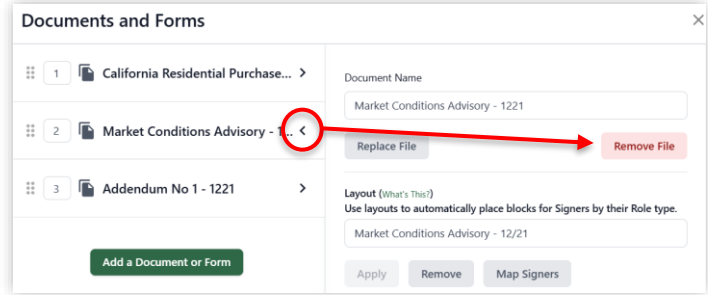 Documents and Forms
1 California Residential Purchase...
2 Market Conditions Advisory - 1...
3 Addendum No 1 - 1221
Add a Document or Form
Document Name
Market Conditions Advisory - 1221
Replace File
Remove File
Layout (What's This?)
Use layouts to automatically place blocks for Signers by their Role type.
Market Conditions Advisory - 12/21
Apply
Remove
Map Signers